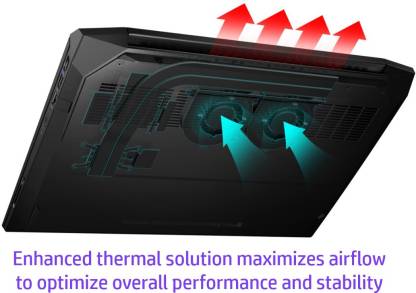 Enhanced thermal solution maximizes airflow
to optimize overall performance and stability